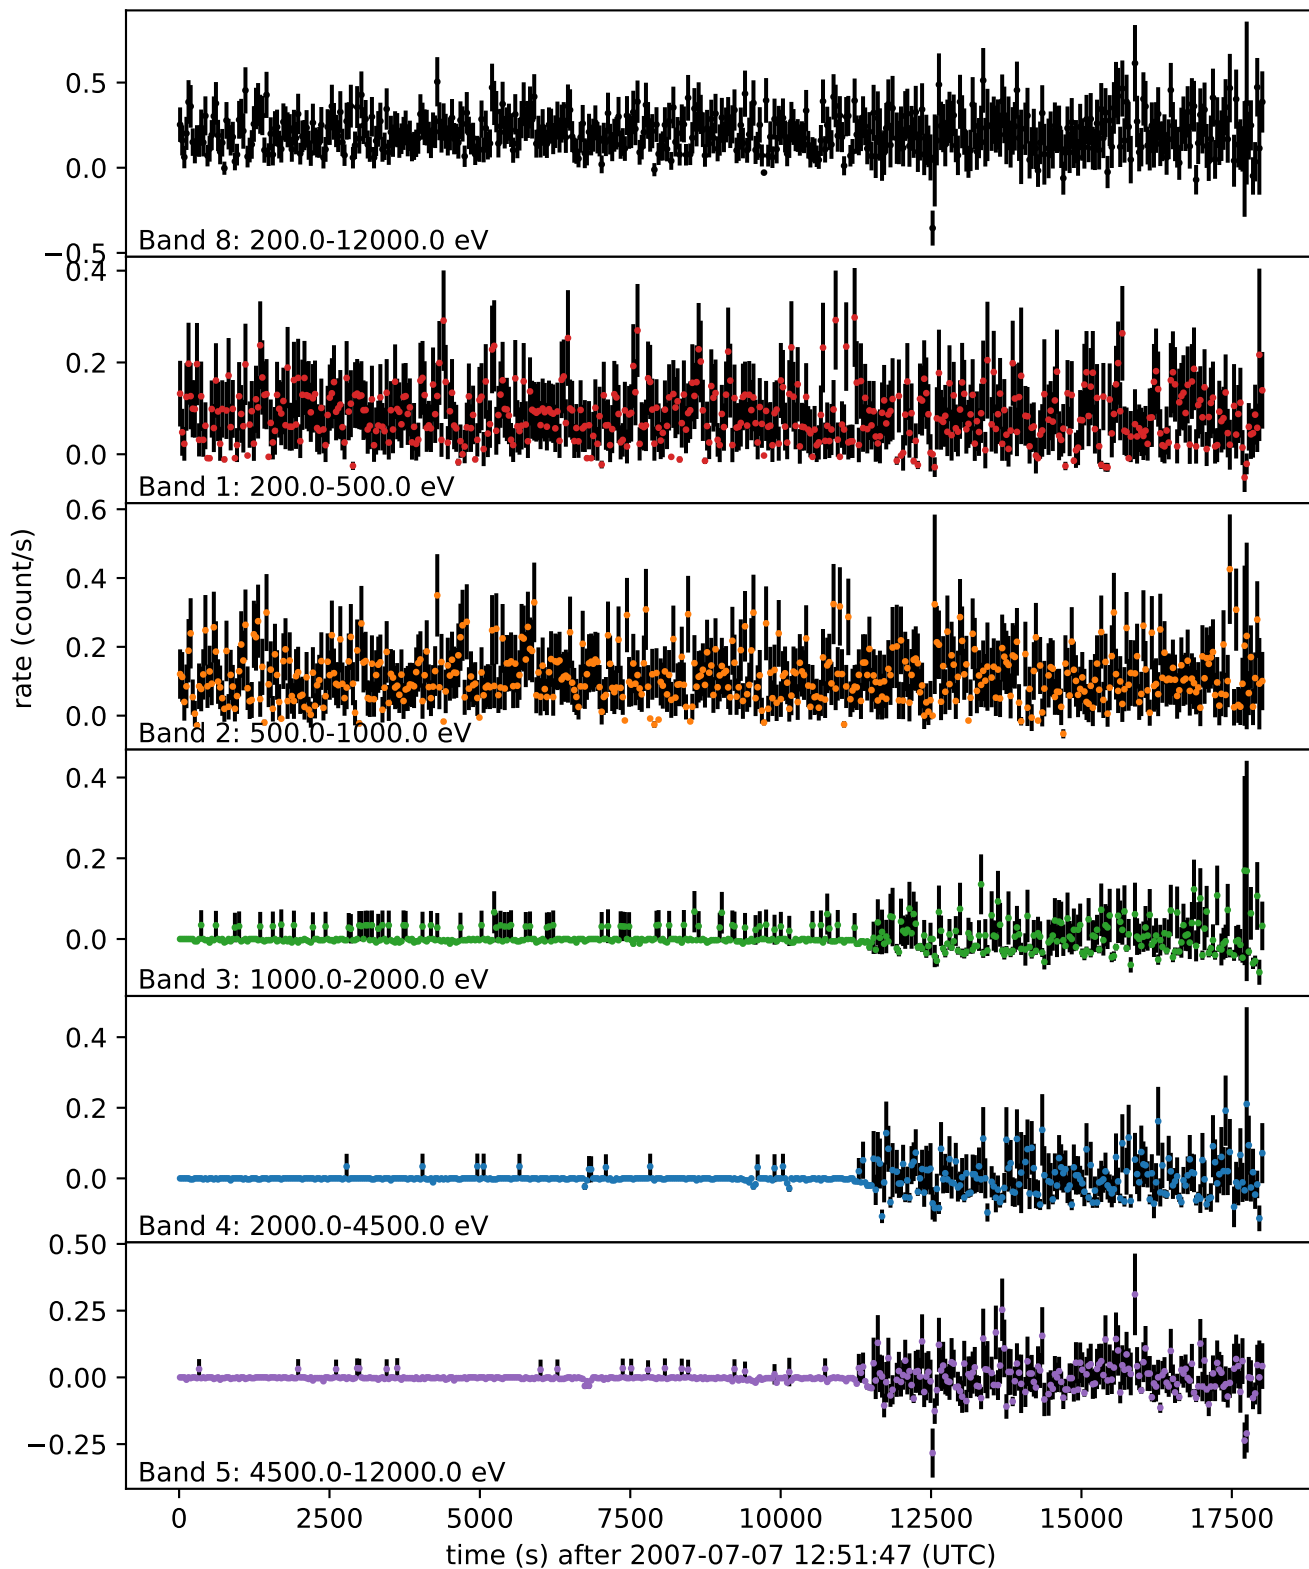 0.5
0.0
−0.5
Band 8: 200.0-12000.0 eV
0.4
0.2
0.0
Band 1: 200.0-500.0 eV
0.6
0.4
0.2
0.0
Band 2: 500.0-1000.0 eV
rate (count/s)
0.4
0.2
0.0
Band 3: 1000.0-2000.0 eV
0.4
0.2
0.0
Band 4: 2000.0-4500.0 eV
0.50
0.25
0.00
−0.25
Band 5: 4500.0-12000.0 eV
0 2500 5000 7500 10000 12500 15000 17500
time (s) after 2007-07-07 12:51:47 (UTC)